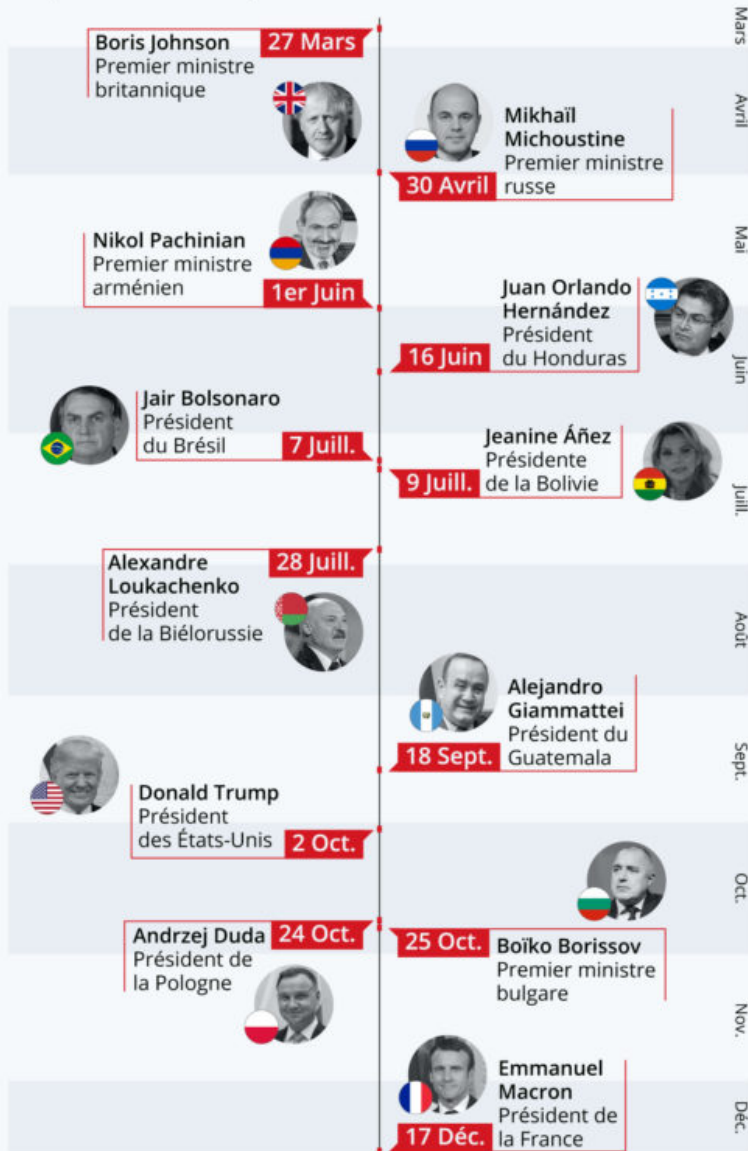 Mars
Boris Johnson
27 Mars
Premier ministre
britannique
Avril
Mikhaïl
Michoustine
Premier ministre
russe
30 Avril
Mai
Nikol Pachinian
Premier ministre
arménien
1er Juin
Juan Orlando
Hernández
Président
du Honduras
16 Juin
Juin
Jair Bolsonaro
Président
du Brésil
7 Juill.
Jeanine Áñez
Présidente
de la Bolivie
9 Juill.
Juill.
28 Juill.
Alexandre
Loukachenko
Président
de la Biélorussie
Août
Alejandro
Giammattei
Président du
Guatemala
18 Sept.
Sept.
Donald Trump
Président
des États-Unis
2 Oct.
Oct.
Andrzej Duda
24 Oct.
Président de
la Pologne
25 Oct.
Boïko Borissov
Premier ministre
bulgare
Nov.
Emmanuel
Macron
Président de
la France
17 Déc.
Déc.